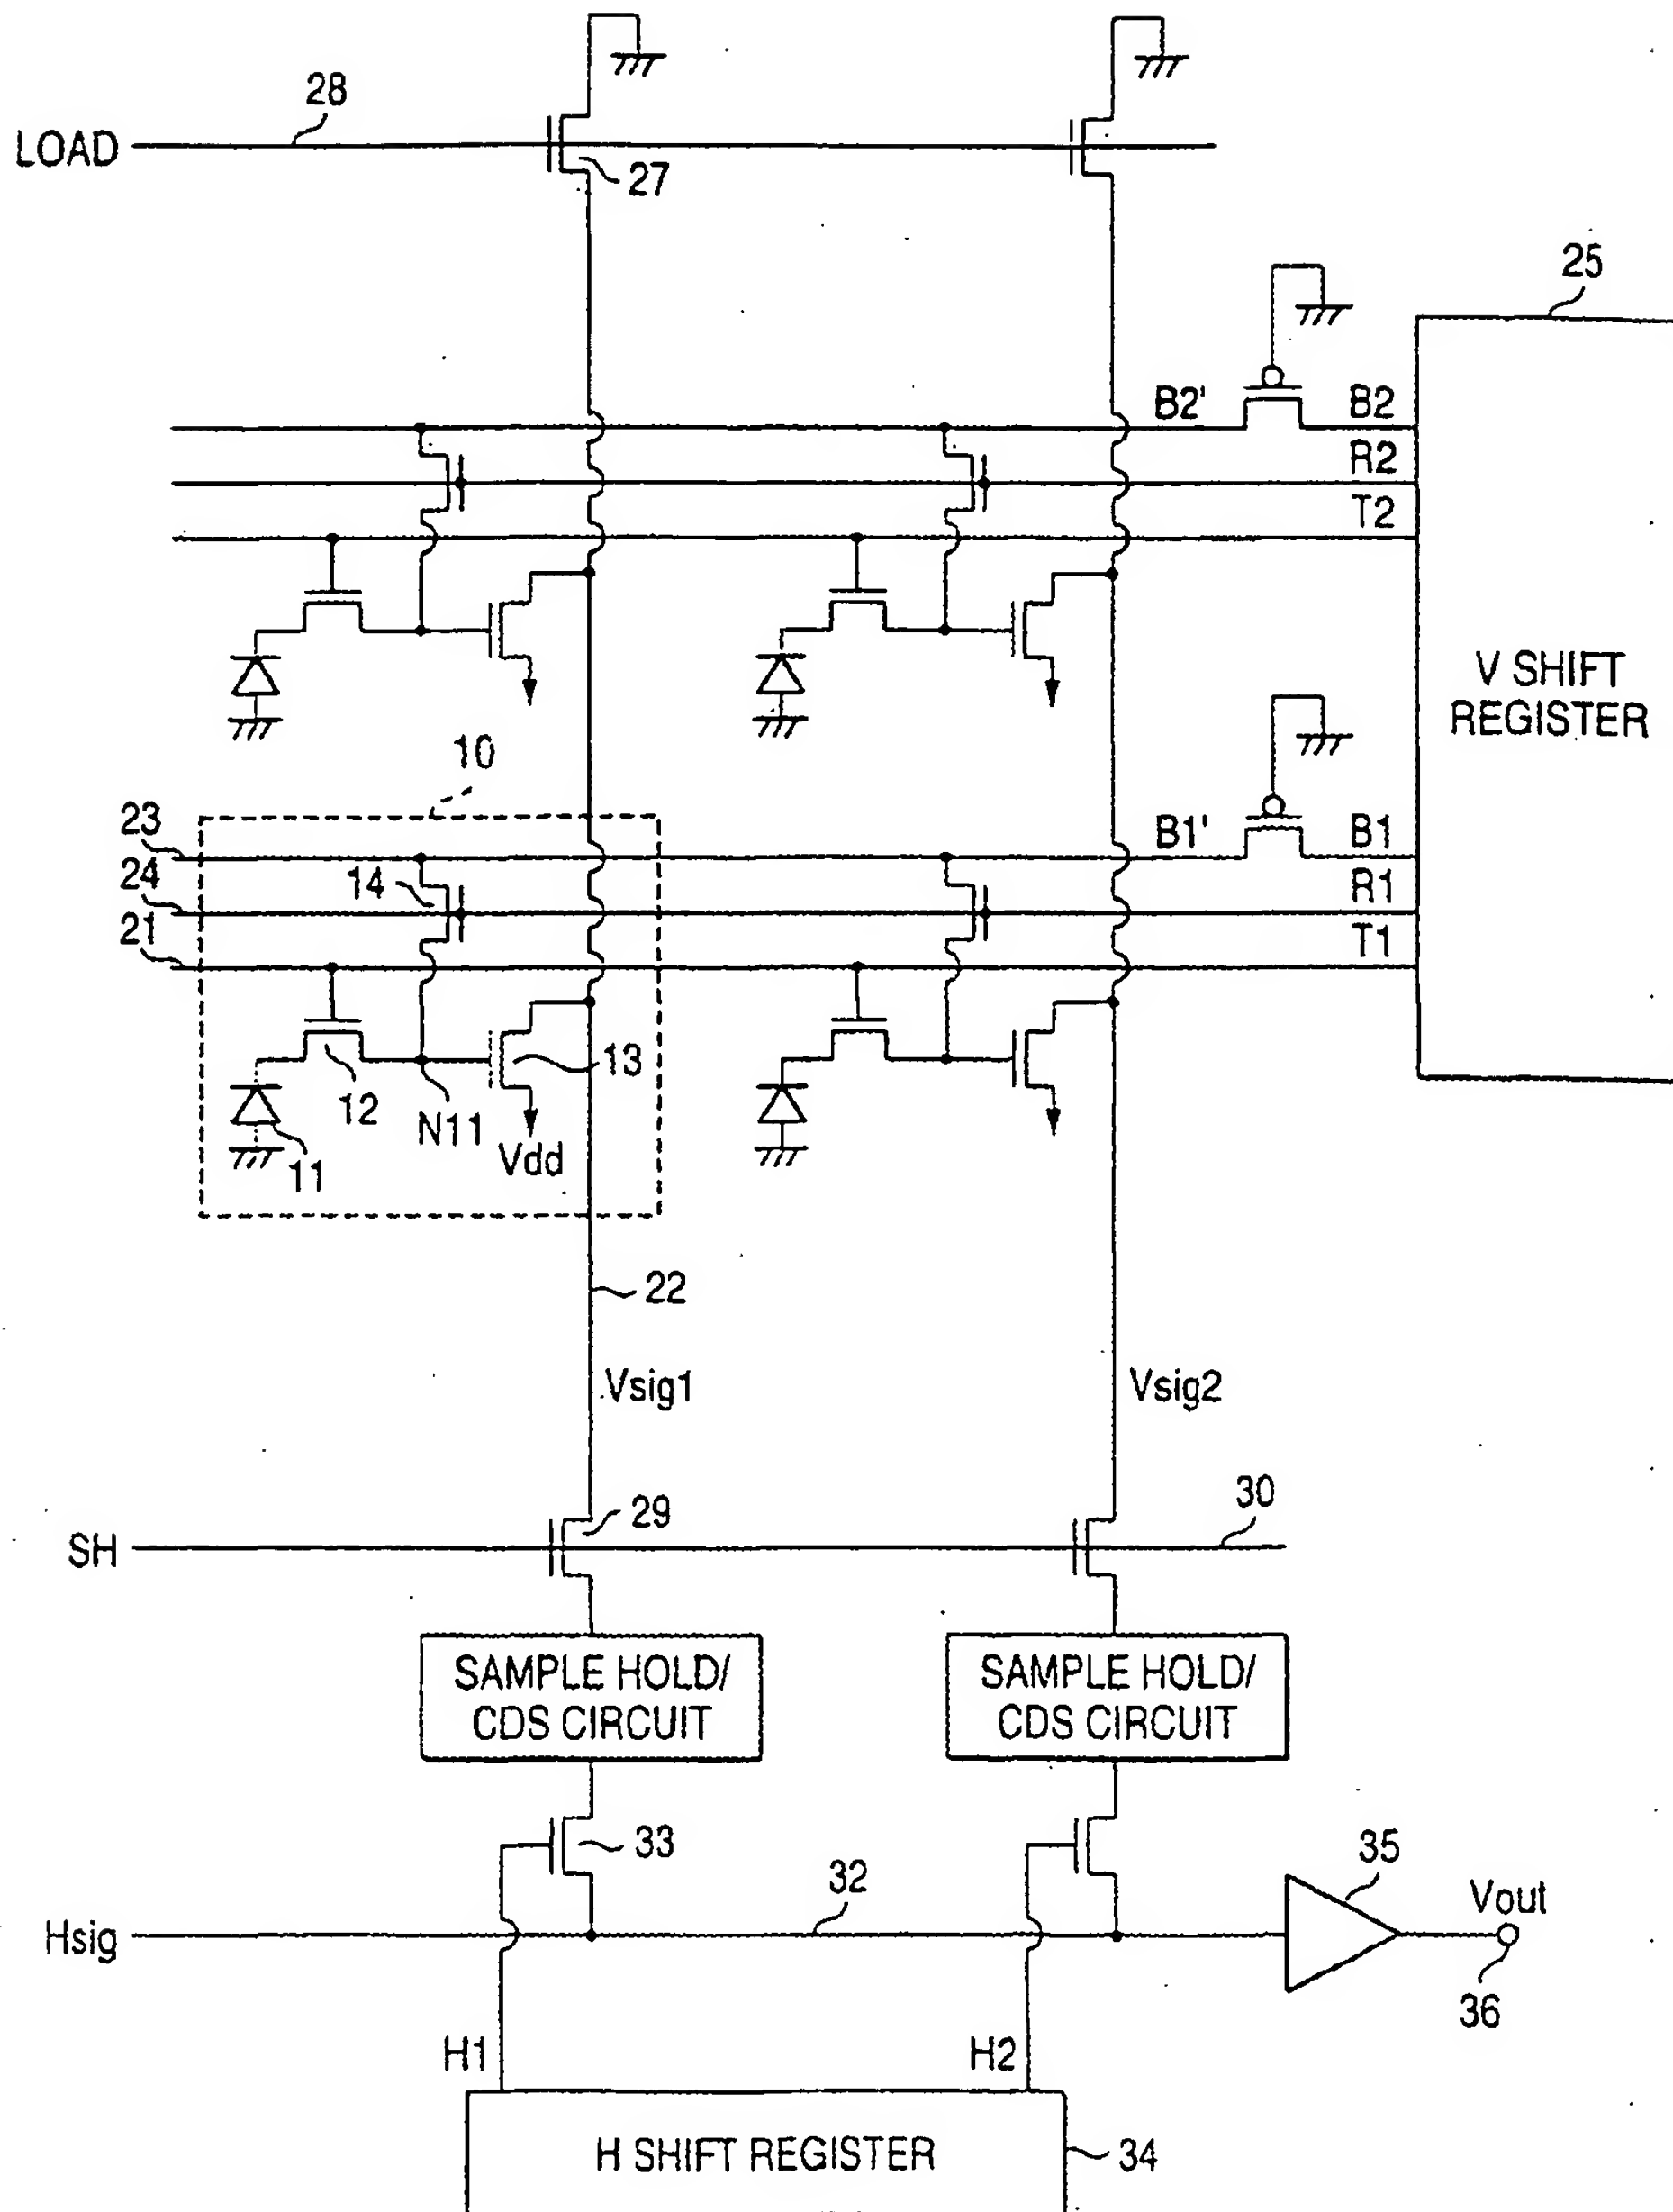 28
LOAD
27
25
B2' B2
R2
T2
V SHIFT
REGISTER
10
23
B1' B1
24
14
R1
21
T1
13
12
N11
11
Vdd
22
Vsig1
Vsig2
29
30
SH
SAMPLE HOLD/
CDS CIRCUIT
SAMPLE HOLD/
CDS CIRCUIT
33
35
32
Vout
Hsig
36
H1
H2
H SHIFT REGISTER
34